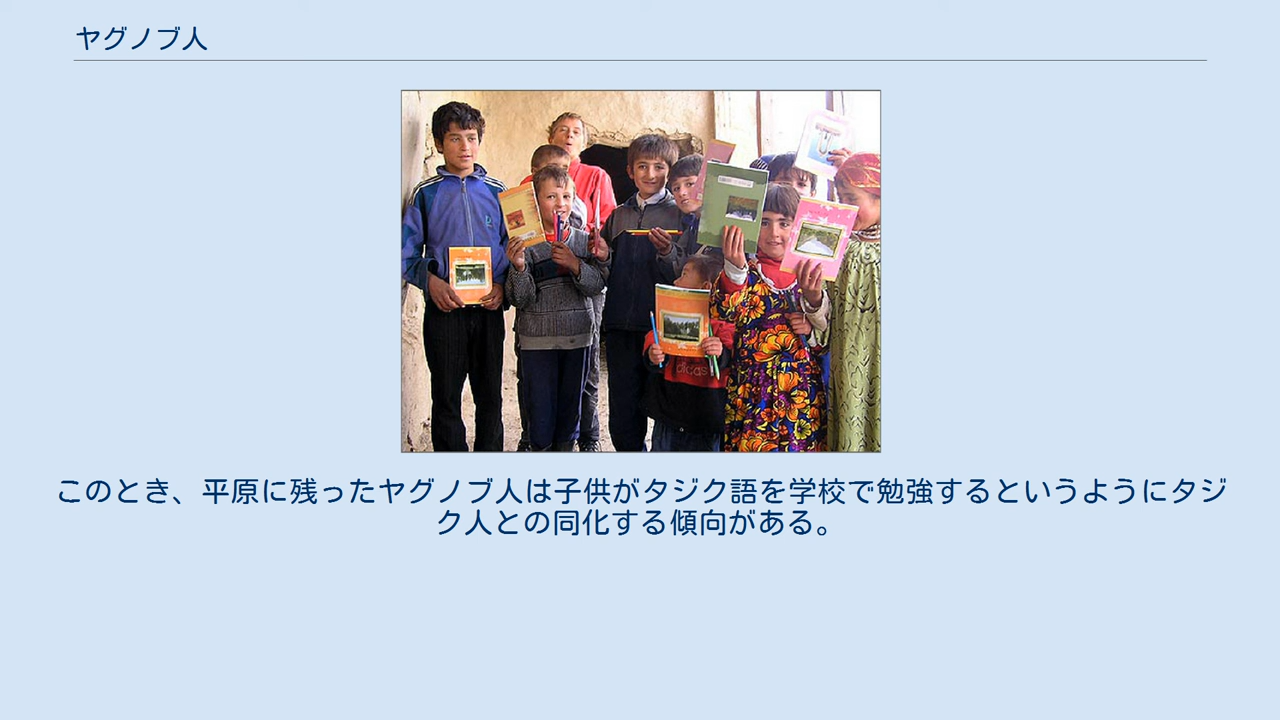 ヤグノブ人
didas
このとき、平原に残ったヤグノブ人は子供がタジク語を学校で勉強するというようにタジ
ク人との同化する傾向がある。